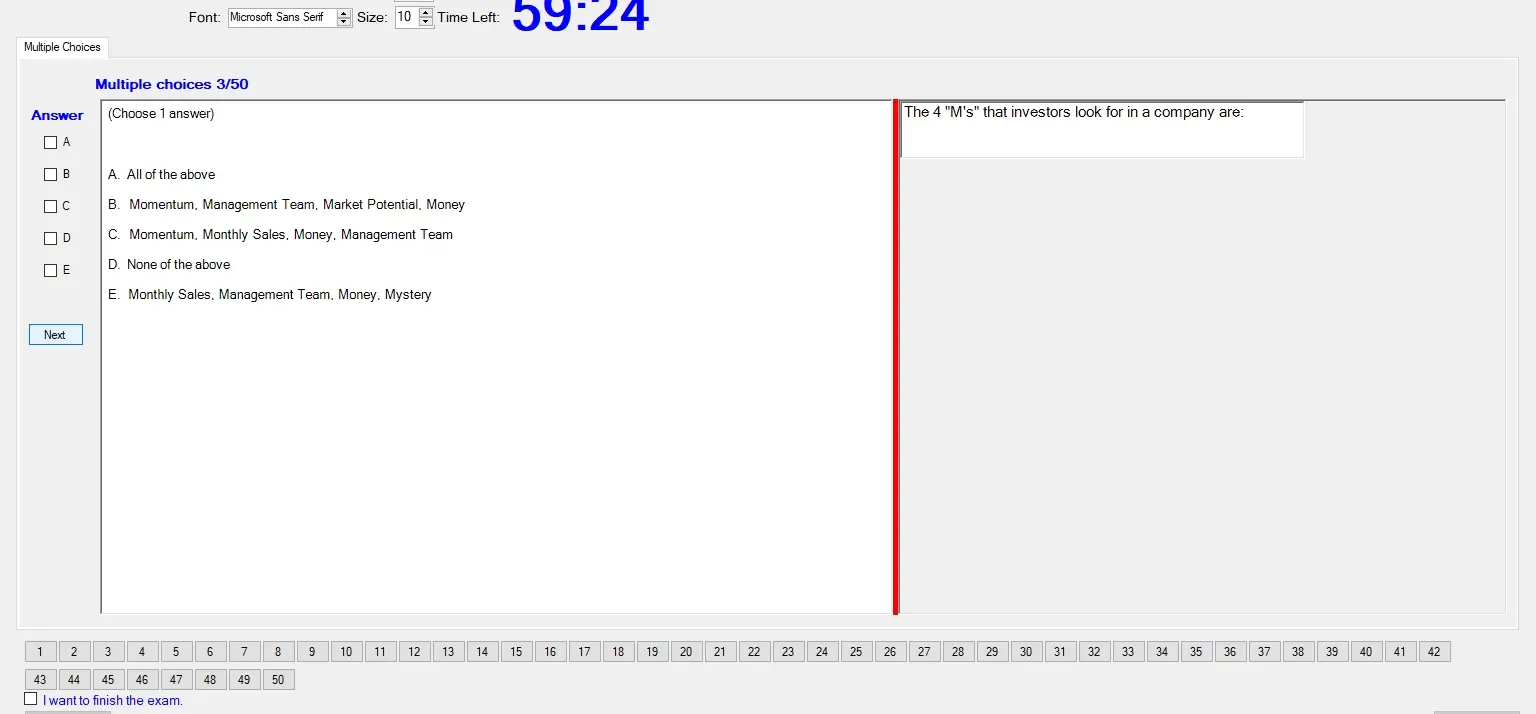 Font: Microsoft Sans Serif Size: 10 Time Left: 59:24
Multiple Choices
Multiple choices 3/50
Answer
A
B
C
D
E
Next
(Choose 1 answer)
A. All of the above
B. Momentum, Management Team, Market Potential, Money
C. Momentum, Monthly Sales, Money, Management Team
D. None of the above
E. Monthly Sales, Management Team, Money, Mystery
The 4 "M's" that investors look for in a company are:
1 2 3 4 5 6 7 8 9 10 11 12 13 14 15 16 17 18 19 20 21 22 23 24 25 26 27 28 29 30 31 32 33 34 35 36 37 38 39 40 41 42
43 44 45 46 47 48 49 50
I want to finish the exam.